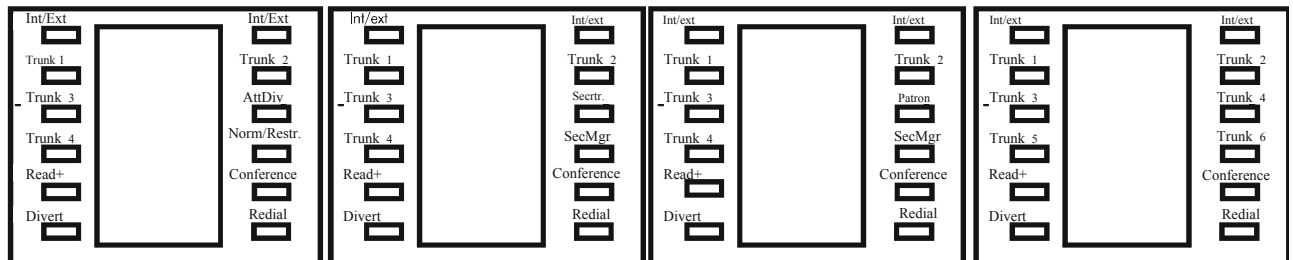 Int/Ext Int/Ext
Trunk 1 Trunk 2
Trunk 3 AttDiv
Trunk 4 Norm/Restr.
Read+ Conference
Divert Redial
Int/ext Int/ext
Trunk 1 Trunk 2
Trunk 3 Secrtr.
Trunk 4 SecMgr
Read+ Conference
Divert Redial
Int/ext Int/ext
Trunk 1 Trunk 2
Trunk 3 Patron
Trunk 4 SecMgr
Read+ Conference
Divert Redial
Int/ext Int/ext
Trunk 1 Trunk 2
Trunk 3 Trunk 4
Trunk 5 Trunk 6
Read+ Conference
Divert Redial